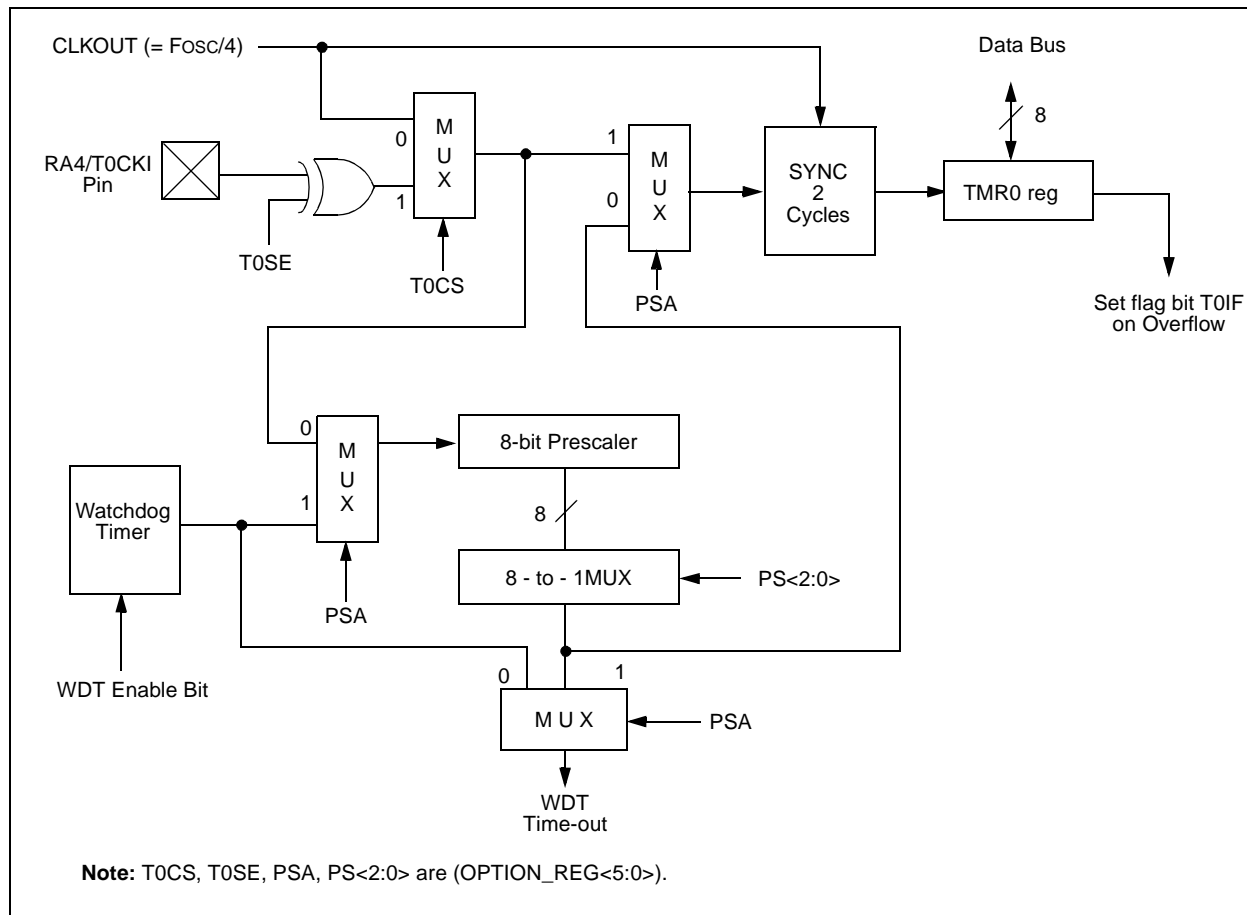 CLKOUT (= FOSC/4)
Data Bus
8
RA4/T0CKI
Pin
T0SE
0
1
M
U
X
T0CS
1
0
M
U
X
PSA
SYNC
2
Cycles
TMR0 reg
Set flag bit T0IF
on Overflow
Watchdog
Timer
WDT Enable Bit
0
1
M
U
X
PSA
8-bit Prescaler
8
8 - to - 1MUX
PS<2:0>
0
1
M U X
PSA
WDT
Time-out
Note: T0CS, T0SE, PSA, PS<2:0> are (OPTION_REG<5:0>).